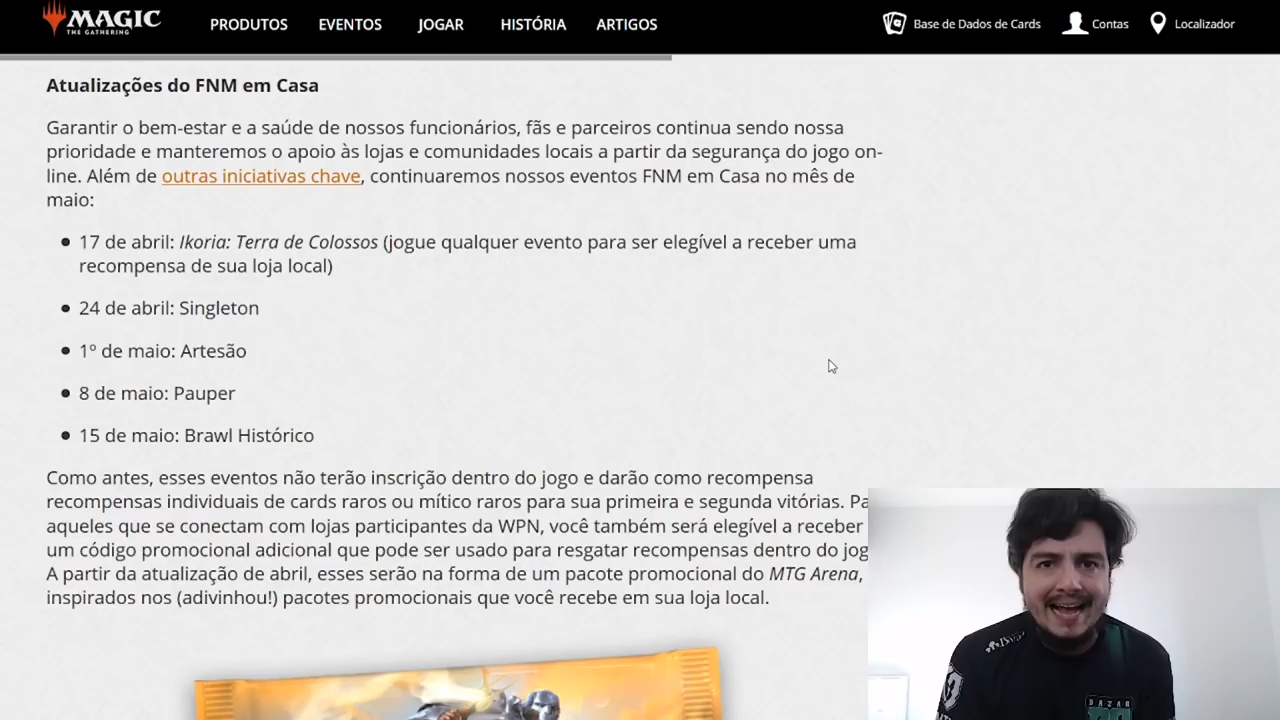 MAGIC
THE GATHERING
PRODUTOS EVENTOS JOGAR HISTÓRIA ARTIGOS Base de Dados de Cards Contas Localizador
Atualizações do FNM em Casa
Garantir o bem-estar e a saúde de nossos funcionários, fãs e parceiros continua sendo nossa
prioridade e manteremos o apoio às lojas e comunidades locais a partir da segurança do jogo on-
line. Além de outras iniciativas chave, continuaremos nossos eventos FNM em Casa no mês de
maio:
17 de abril: Ikoria: Terra de Colossos (jogue qualquer evento para ser elegível a receber uma
recompensa de sua loja local)
24 de abril: Singleton
1º de maio: Artesão
8 de maio: Pauper
15 de maio: Brawl Histórico
Como antes, esses eventos não terão inscrição dentro do jogo e darão como recompensa
recompensas individuais de cards raros ou mítico raros para sua primeira e segunda vitórias. Pa
aqueles que se conectam com lojas participantes da WPN, você também será elegível a receber
um código promocional adicional que pode ser usado para resgatar recompensas dentro do jog
A partir da atualização de abril, esses serão na forma de um pacote promocional do MTG Arena,
inspirados nos (adivinhou!) pacotes promocionais que você recebe em sua loja local.
BAZAR